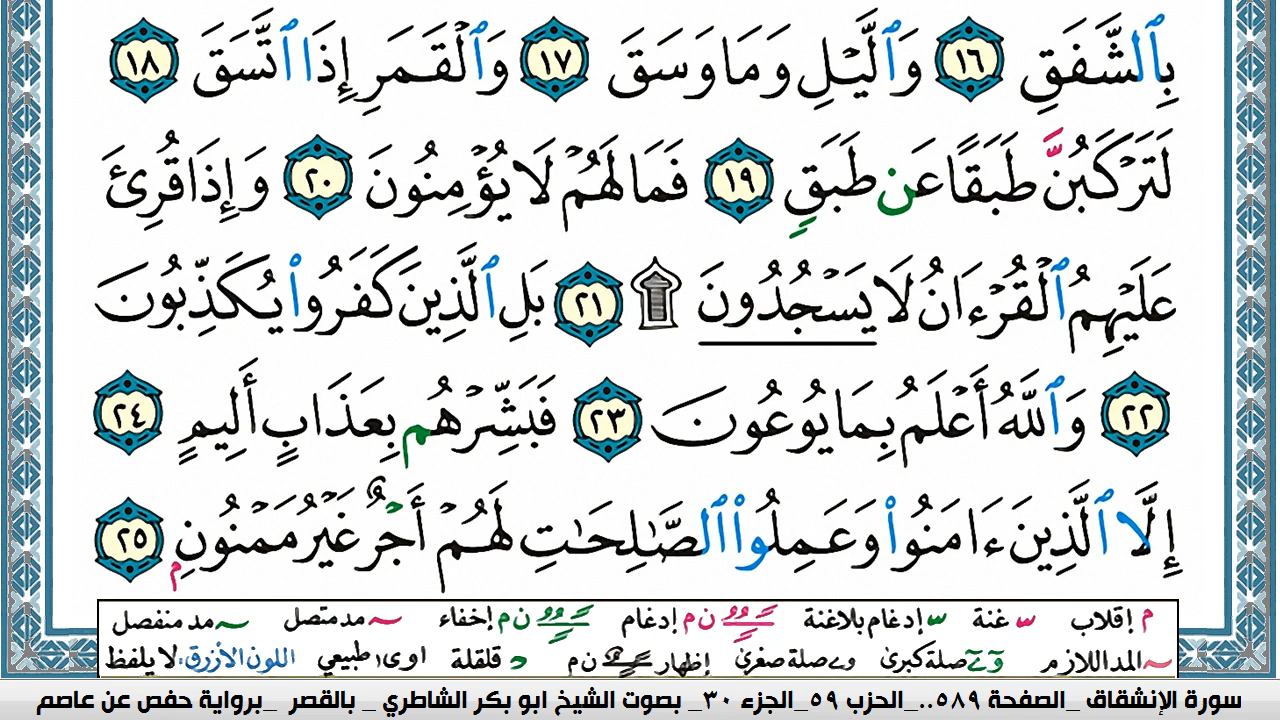 بِٱلشَّفَقِ ١٦ وَٱلَّيۡلِ وَمَا وَسَقَ ١٧ وَٱلۡقَمَرِ إِذَا ٱتَّسَقَ ١٨
لَتَرۡكَبُنَّ طَبَقًا عَن طَبَقٖ ١٩ فَمَا لَهُمۡ لَا يُؤۡمِنُونَ ٢٠ وَإِذَا قُرِئَ
عَلَيۡهِمُ ٱلۡقُرۡءَانُ لَا يَسۡجُدُونَ ٢١ بَلِ ٱلَّذِينَ كَفَرُواْ يُكَذِّبُونَ
٢٢ وَٱللَّهُ أَعۡلَمُ بِمَا يُوعُونَ ٢٣ فَبَشِّرۡهُم بِعَذَابٍ أَلِيمٍ ٢٤
إِلَّا ٱلَّذِينَ ءَامَنُواْ وَعَمِلُواْ ٱلصَّٰلِحَٰتِ لَهُمۡ أَجۡرٌ غَيۡرُ مَمۡنُونِۭ ٢٥
م إقلاب غنة إدغام بلاغنة ن م إدغام ن م إخفاء مد متصل مد منفصل
المد اللازم و ے صلة كبرى و ے صلة صغرى إظهار ن م د قلقلة اوى طبيعي اللون الأزرق: لا يلفظ
سورة الإنشقاق _الصفحة ٥٨٩.._الحزب ٥٩_الجزء ٣٠_ بصوت الشيخ ابو بكر الشاطري _ بالقصر _برواية حفص عن عاصم